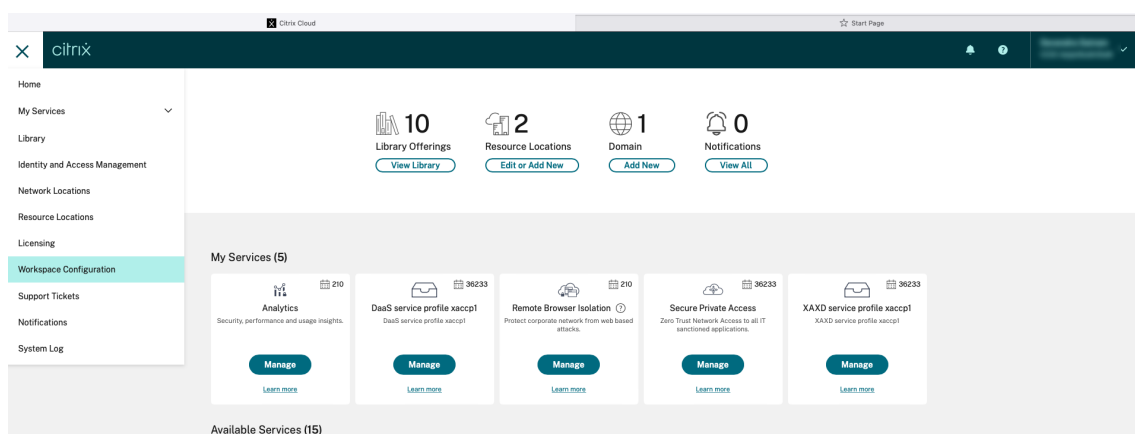 Citrix Cloud
Start Page
citrix
Home
My Services
Library
Identity and Access Management
Network Locations
Resource Locations
Licensing
Workspace Configuration
Support Tickets
Notifications
System Log
10
Library Offerings
View Library
2
Resource Locations
Edit or Add New
1
Domain
Add New
0
Notifications
View All
My Services (5)
210
Analytics
Security, performance and usage insights.
Manage
Learn more
36233
DaaS service profile xaccp1
DaaS service profile xaccp1
Manage
Learn more
210
Remote Browser Isolation
Protect corporate network from web based
attacks.
Manage
Learn more
36233
Secure Private Access
Zero Trust Network Access to all IT
sanctioned applications.
Manage
Learn more
36233
XAXD service profile xaccp1
XAXD service profile xaccp1
Manage
Learn more
Available Services (15)